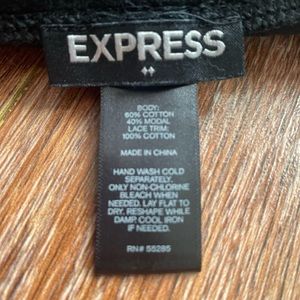 EXPRESS
BODY:
60% COTTON
40% MODAL
LACE TRIM:
100% COTTON
MADE IN CHINA
HAND WASH COLD
SEPARATELY.
ONLY NON-CHLORINE
BLEACH WHEN
NEEDED. LAY FLAT TO
DRY. RESHAPE WHILE
DAMP. COOL IRON
IF NEEDED.
RN# 55285